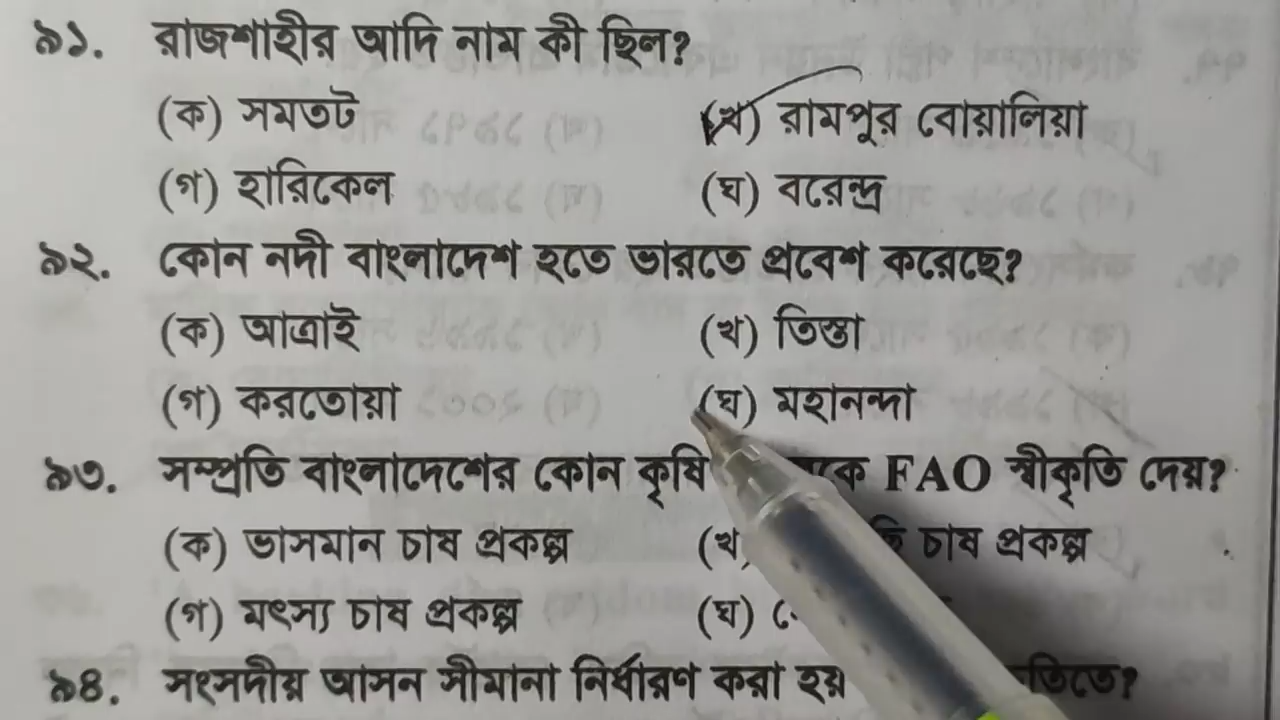 ৯১. রাজশাহীর আদি নাম কী ছিল?
(ক) সমতট (খ) রামপুর বোয়ালিয়া
(গ) হারিকেল (ঘ) বরেন্দ্র
৯২. কোন নদী বাংলাদেশ হতে ভারতে প্রবেশ করেছে?
(ক) আত্রাই (খ) তিস্তা
(গ) করতোয়া (ঘ) মহানন্দা
৯৩. সম্প্রতি বাংলাদেশের কোন কৃষি FAO স্বীকৃতি দেয়?
(ক) ভাসমান চাষ প্রকল্প (খ) চাষ প্রকল্প
(গ) মৎস্য চাষ প্রকল্প (ঘ)
৯৪. সংসদীয় আসন সীমানা নির্ধারণ করা হয়